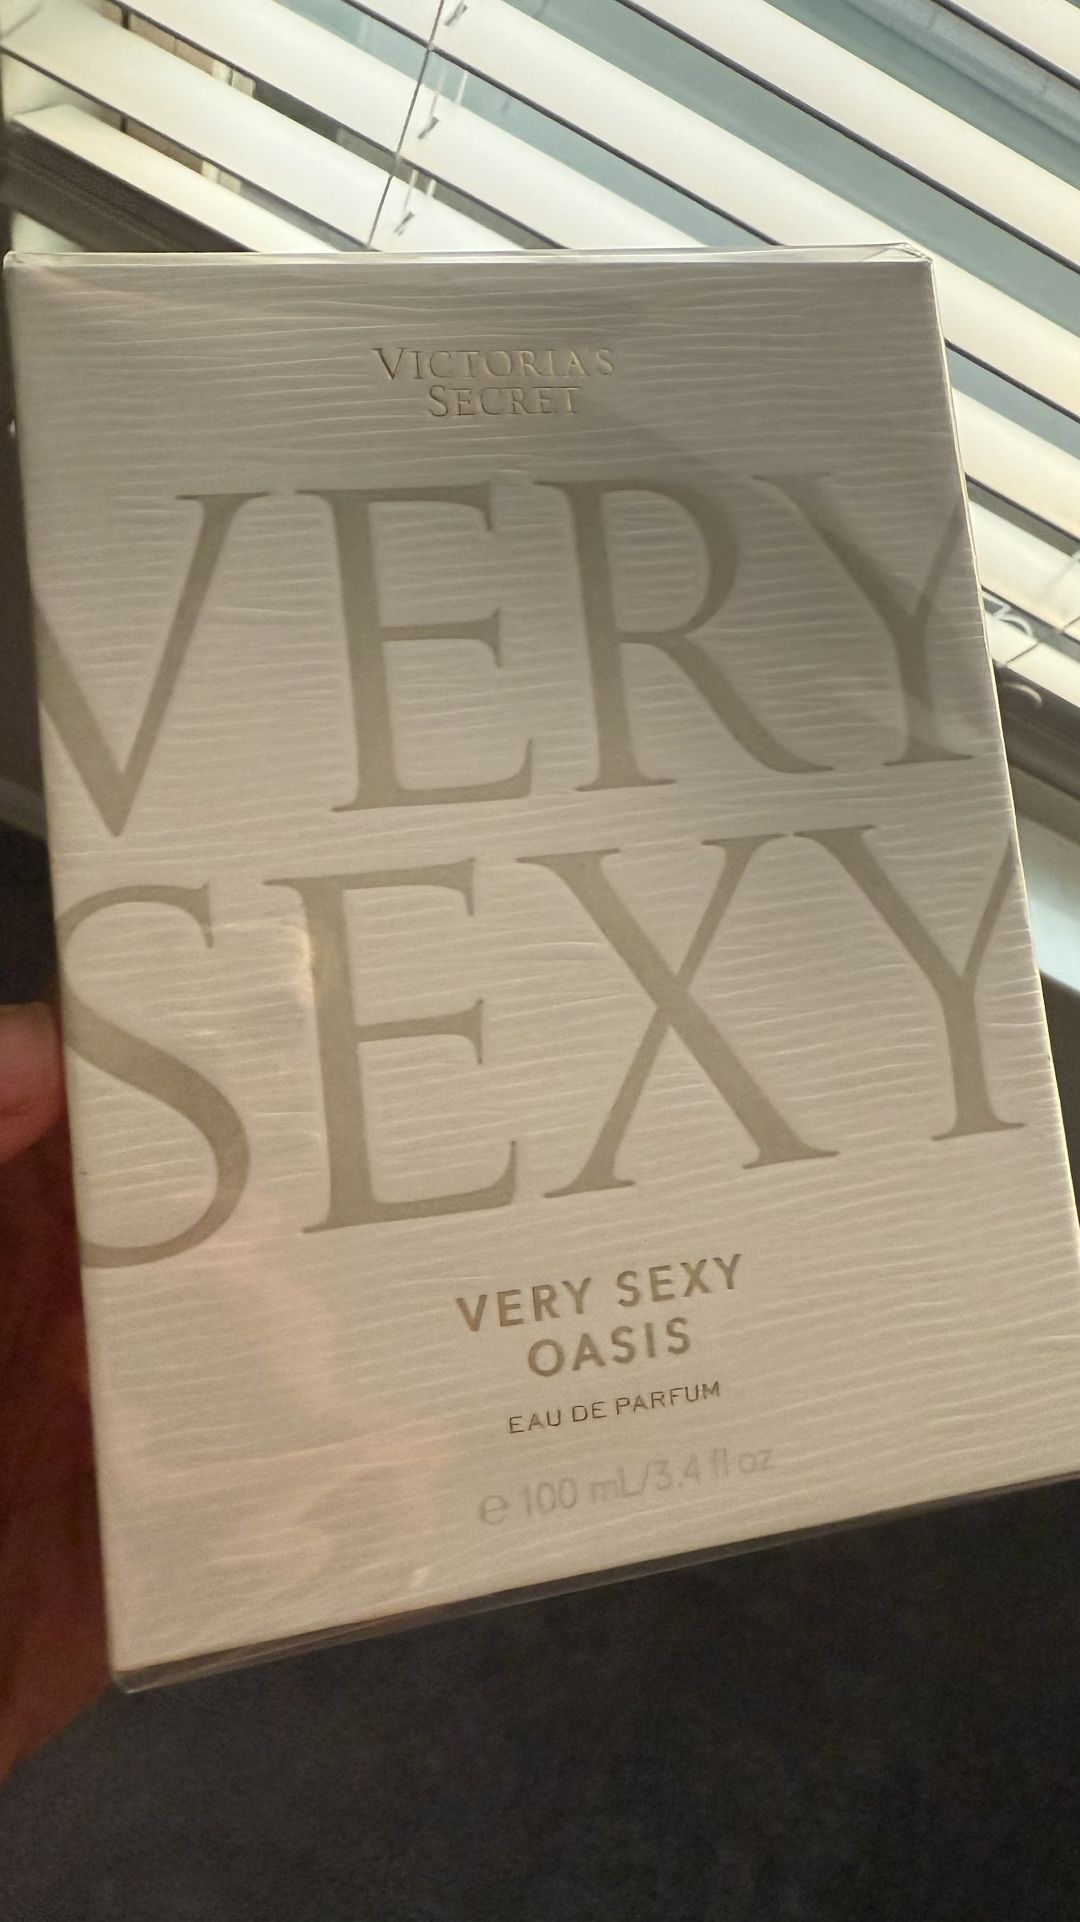 VICTORIA'S
SECRET
VERY
SEXY
VERY SEXY
OASIS
EAU DE PARFUM
℮ 100 mL/3.4 fl oz